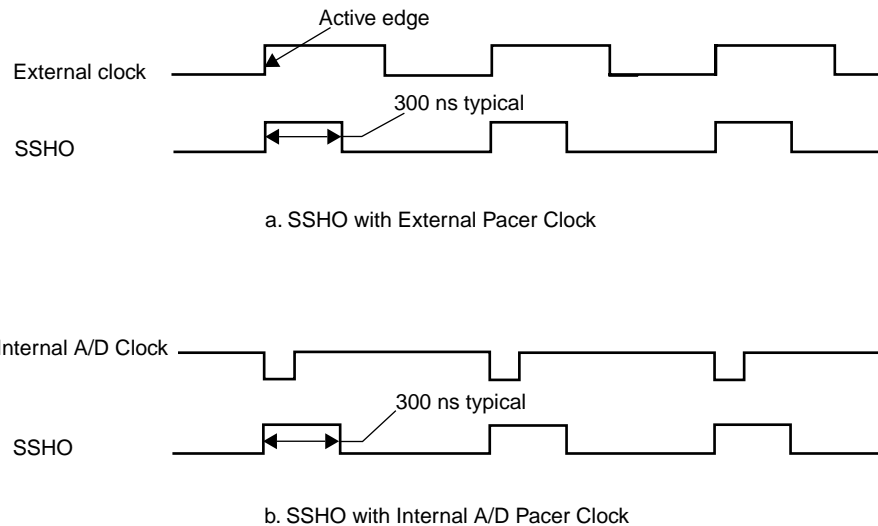 Active edge
External clock
300 ns typical
SSHO
a. SSHO with External Pacer Clock
Internal A/D Clock
300 ns typical
SSHO
b. SSHO with Internal A/D Pacer Clock